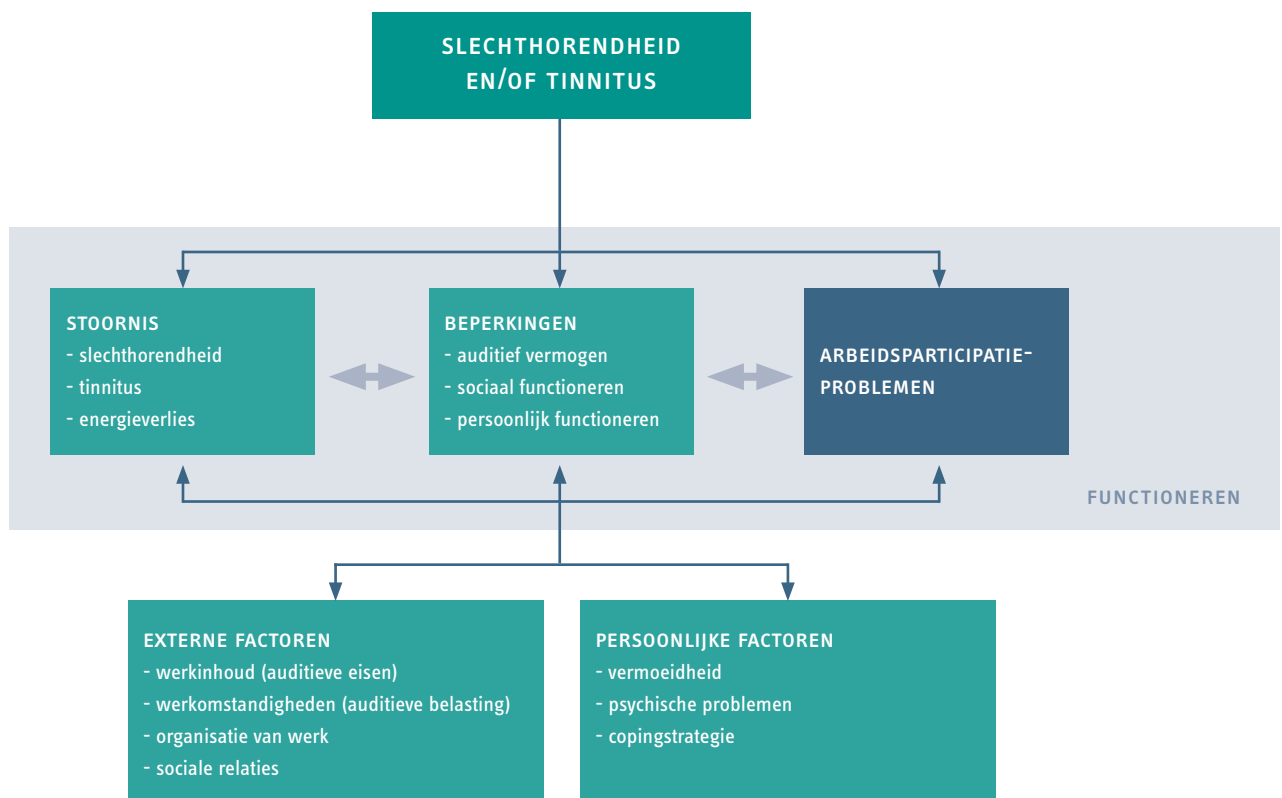 SLECHTHORENDHEID
EN/OF TINNITUS
STOORNIS
- slechthorendheid
- tinnitus
- energieverlies
BEPERKINGEN
- auditief vermogen
- sociaal functioneren
- persoonlijk functioneren
ARBEIDSPARTICIPATIE-
PROBLEMEN
FUNCTIONEREN
EXTERNE FACTOREN
- werkinhoud (auditieve eisen)
- werkomstandigheden (auditieve belasting)
- organisatie van werk
- sociale relaties
PERSOONLIJKE FACTOREN
- vermoeidheid
- psychische problemen
- copingstrategie